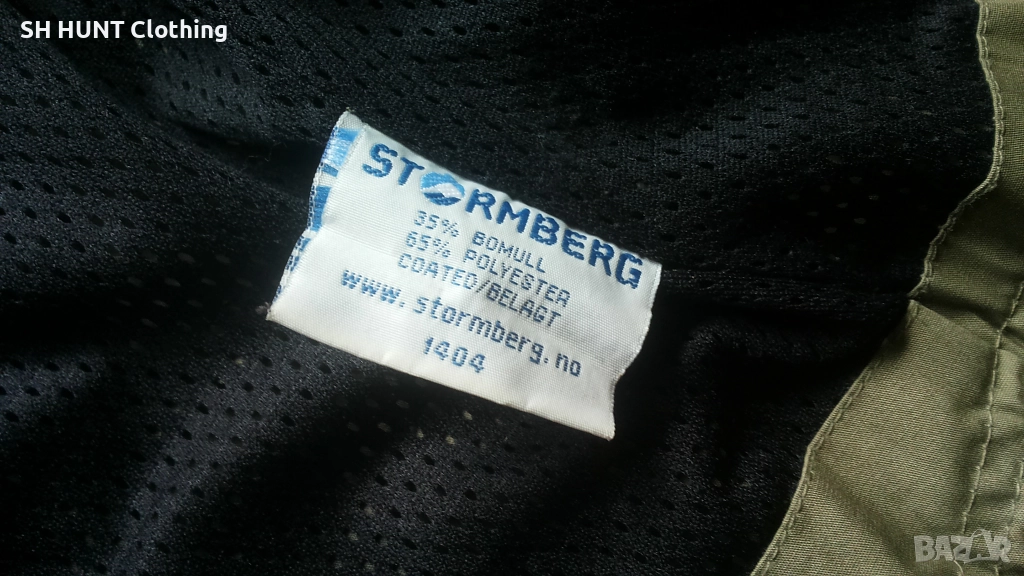 SH HUNT Clothing
STORMBERG
35% BOMULL
65% POLYESTER
COATED/BELAGT
www.stormberg.no
1404
BAZAR